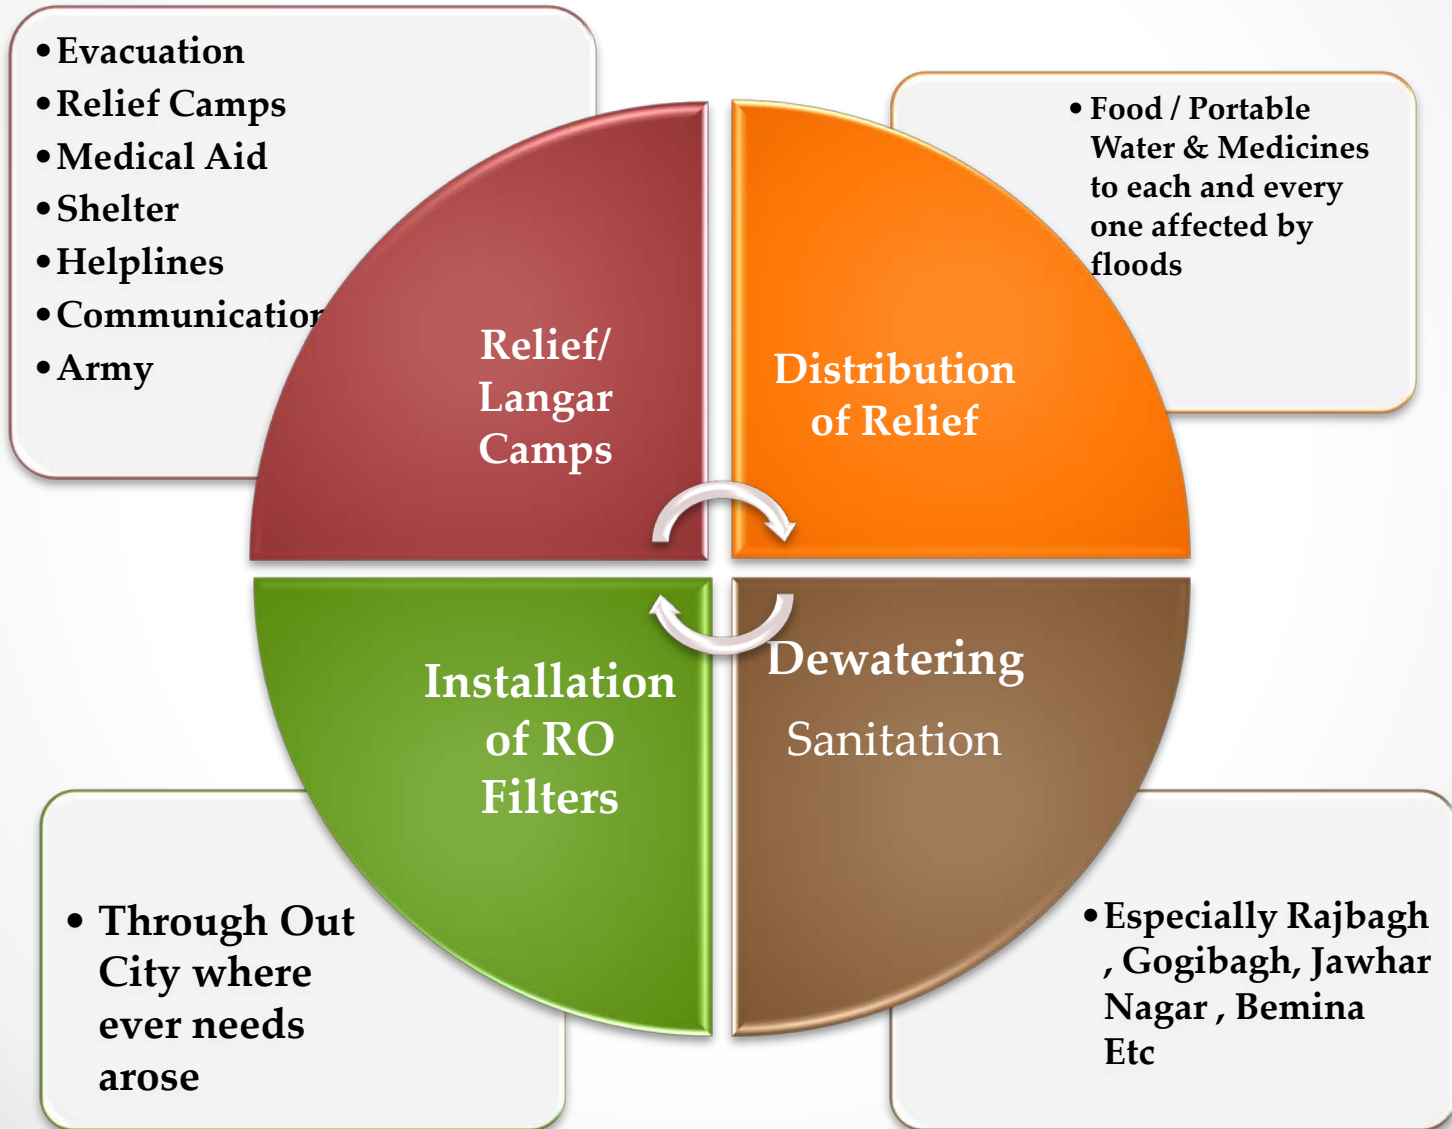 •Evacuation
•Relief Camps
•Medical Aid
•Shelter
•Helplines
•Communication
•Army
Relief/
Langar
Camps
• Food / Portable
Water & Medicines
to each and every
one affected by
floods
Distribution
of Relief
Installation
of RO
Filters
• Through Out
City where
ever needs
arose
Dewatering
Sanitation
•Especially Rajbagh
, Gogibagh, Jawhar
Nagar , Bemina
Etc